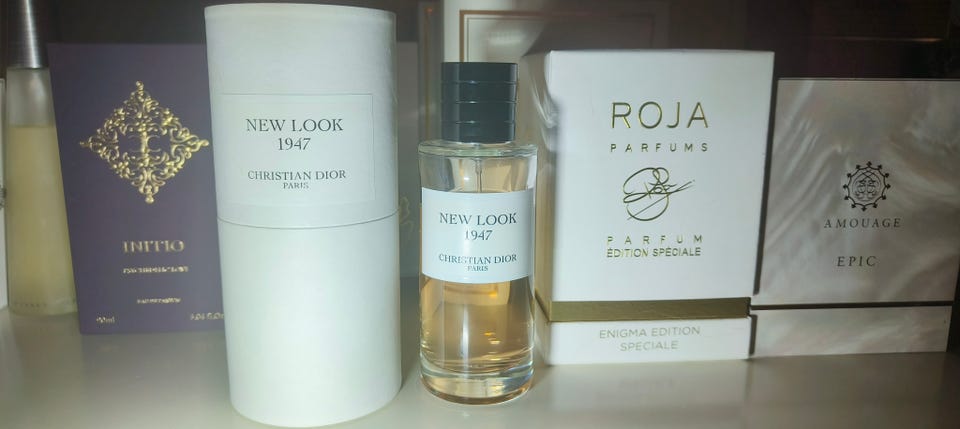 INITIO
90ml
NEW LOOK
1947
CHRISTIAN DIOR
PARIS
NEW LOOK
1947
CHRISTIAN DIOR
PARIS
ROJA
PARFUMS
PARFUM
ÉDITION SPÉCIALE
ENIGMA EDITION
SPECIALE
AMOUAGE
EPIC